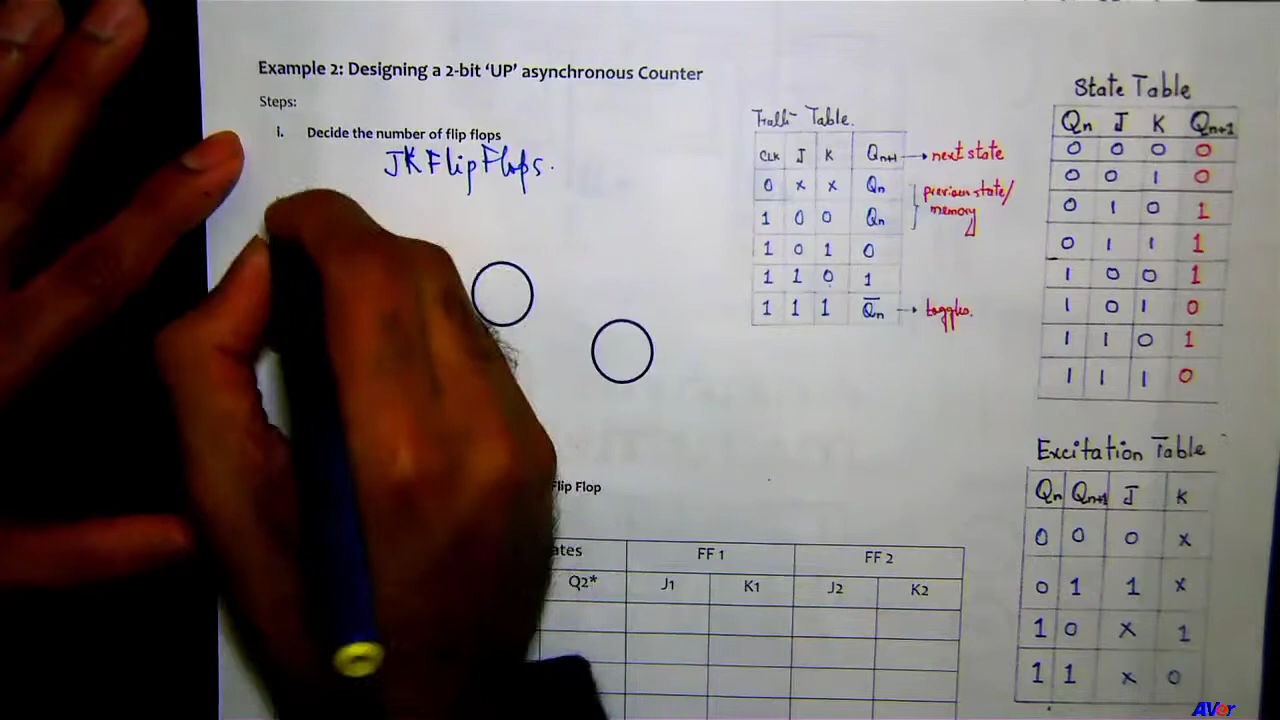 Example 2: Designing a 2-bit ‘UP’ asynchronous Counter
Steps:
i. Decide the number of flip flops
JK Flip Flops.
Flip Flop
Q2*
FF 1
FF 2
J1
K1
J2
K2
Table.
CLK J K Qn+1 → next state
0 x x Qn previous state/
1 0 0 Qn memory
1 0 1 0
1 1 0 1
1 1 1 Q̅n → toggles.
State Table
Qn J K Qn+1
0 0 0 0
0 0 1 0
0 1 0 1
0 1 1 1
1 0 0 1
1 0 1 0
1 1 0 1
1 1 1 0
Excitation Table
Qn Qn+1 J K
0 0 0 x
0 1 1 x
1 0 x 1
1 1 x 0
AVer